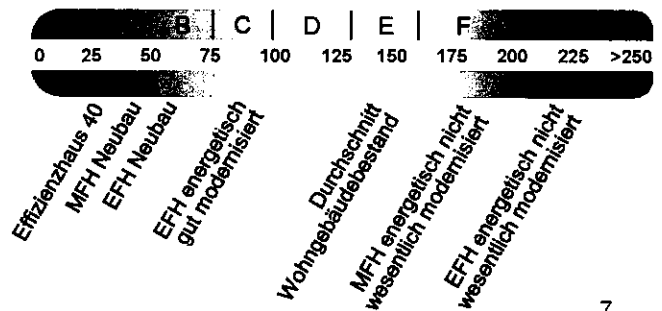 B C D E F
0 25 50 75 100 125 150 175 200 225 >250
Effizienzhaus 40
MFH Neubau
EFH Neubau
EFH energetisch
gut modernisiert
Durchschnitt
Wohngebäudebestand
MFH energetisch nicht
wesentlich modernisiert
EFH energetisch nicht
wesentlich modernisiert
7